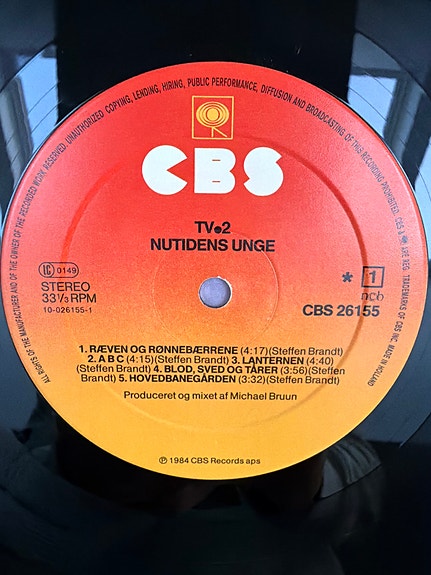 ALL RIGHTS OF THE MANUFACTURER AND OF THE OWNER OF THE RECORDED WORK RESERVED. UNAUTHORIZED COPYING, LENDING, HIRING, PUBLIC PERFORMANCE, DIFFUSION AND BROADCASTING OF THIS RECORDING PROHIBITED.
TRADEMARKS OF CBS INC. MADE IN HOLLAND
CBS
TV●2
NUTIDENS UNGE
LC 0149
STEREO
33⅓ RPM
10-026155-1
* 1
ncb
CBS 26155
1. RÆVEN OG RØNNEBÆRRENE (4:17)(Steffen Brandt)
2. A B C (4:15)(Steffen Brandt) 3. LANTERNEN (4:40)
(Steffen Brandt) 4. BLOD, SVED OG TÅRER (3:56)(Steffen
Brandt) 5. HOVEDBANEGÅRDEN (3:32)(Steffen Brandt)
Produceret og mixet af Michael Bruun
℗ 1984 CBS Records aps